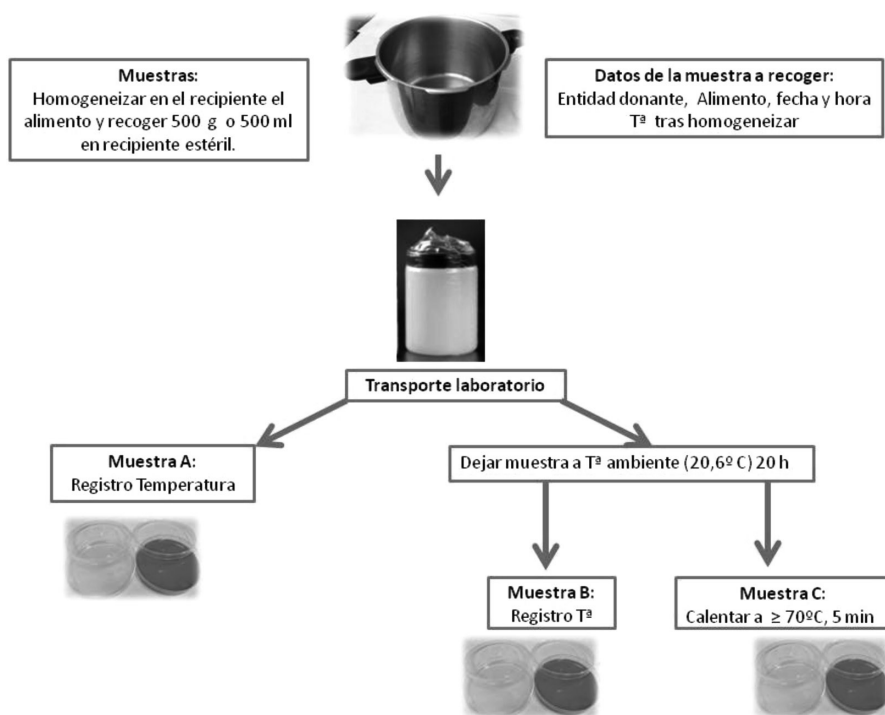 Muestras:
Homogeneizar en el recipiente el
alimento y recoger 500 g o 500 ml
en recipiente estéril.
Datos de la muestra a recoger:
Entidad donante, Alimento, fecha y hora
Tª tras homogeneizar
Transporte laboratorio
Muestra A:
Registro Temperatura
Dejar muestra a Tª ambiente (20,6º C) 20 h
Muestra B:
Registro Tª
Muestra C:
Calentar a ≥ 70ºC, 5 min